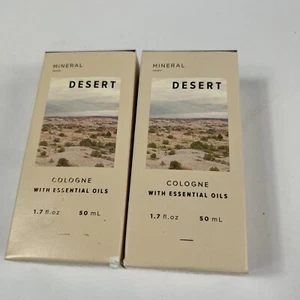 MINERAL
DESERT
COLOGNE
WITH ESSENTIAL OILS
1.7 fl.oz 50 mL
MINERAL
DESERT
COLOGNE
WITH ESSENTIAL OILS
1.7 fl.oz 50 mL